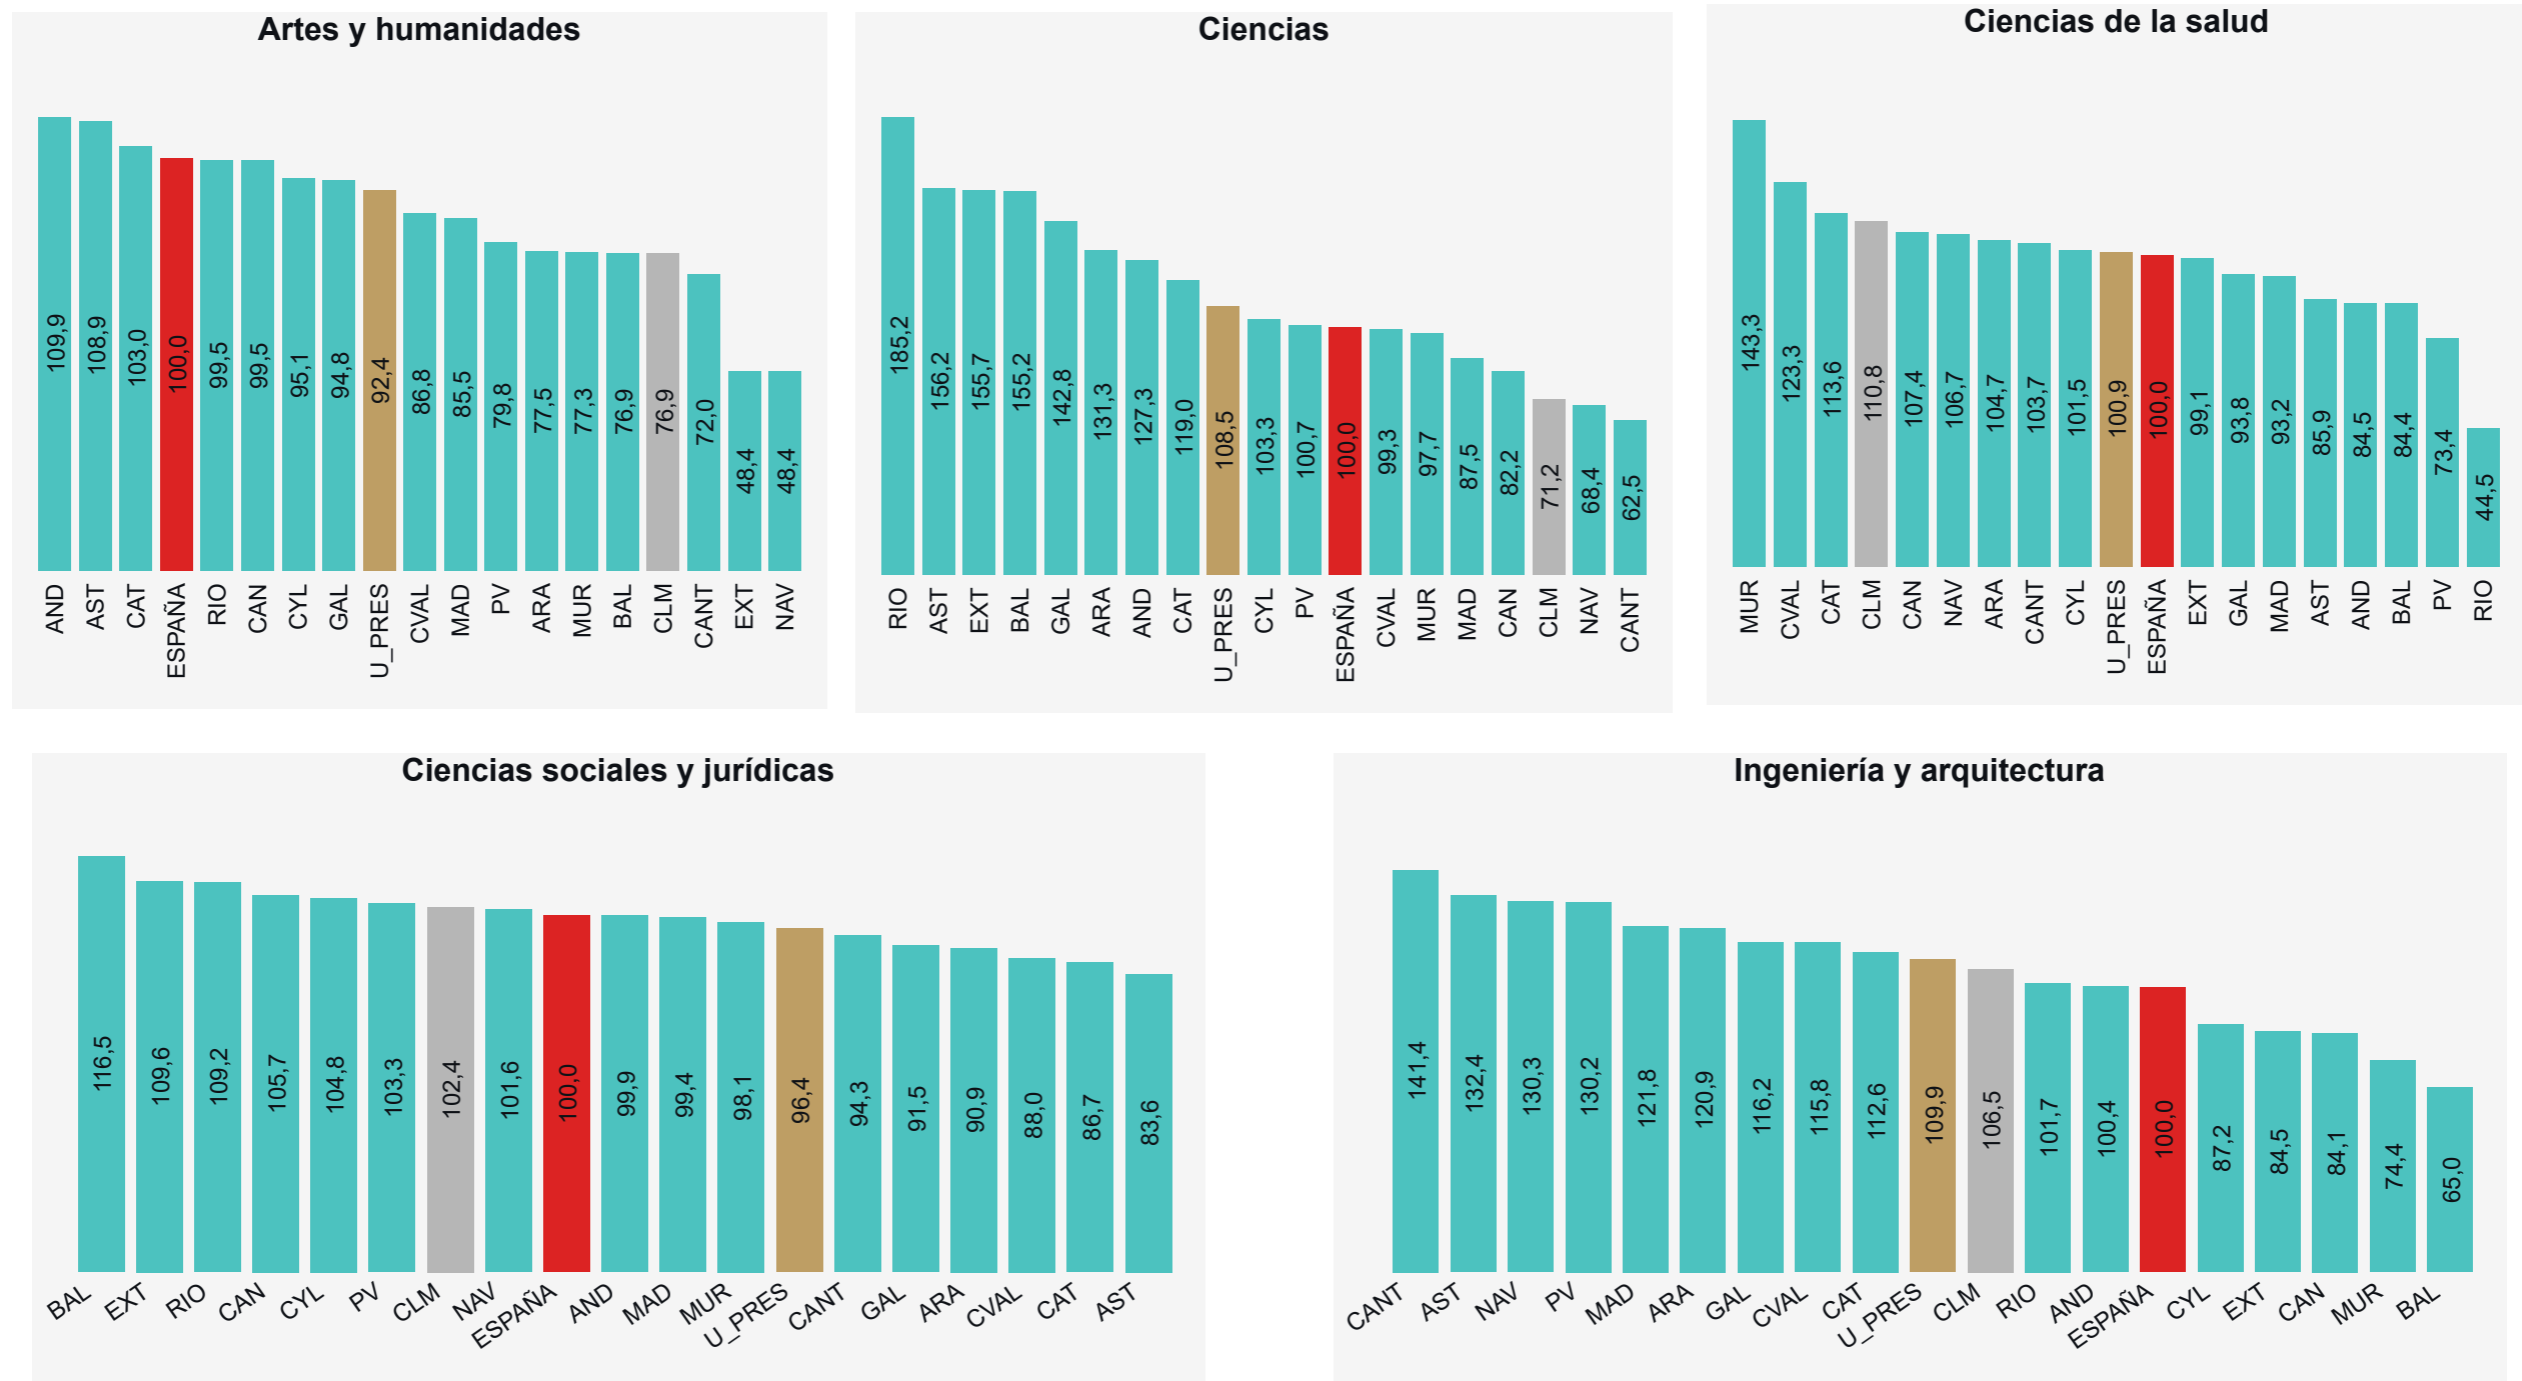 Artes y humanidades
109,9 108,9 103,0 100,0 99,5 99,5 95,1 94,8 92,4 86,8 85,5 79,8 77,5 77,3 76,9 76,9 72,0 48,4 48,4
AND AST CAT ESPAÑA RIO CAN CYL GAL U_PRES CVAL MAD PV ARA MUR BAL CLM CANT EXT NAV
Ciencias
185,2 156,2 155,7 155,2 142,8 131,3 127,3 119,0 108,5 103,3 100,7 100,0 99,3 97,7 87,5 82,2 71,2 68,4 62,5
RIO AST EXT BAL GAL ARA AND CAT U_PRES CYL PV ESPAÑA CVAL MUR MAD CAN CLM NAV CANT
Ciencias de la salud
143,3 123,3 113,6 110,8 107,4 106,7 104,7 103,7 101,5 100,9 100,0 99,1 93,8 93,2 85,9 84,5 84,4 73,4 44,5
MUR CVAL CAT CLM CAN NAV ARA CANT CYL U_PRES ESPAÑA EXT GAL MAD AST AND BAL PV RIO
Ciencias sociales y jurídicas
116,5 109,6 109,2 105,7 104,8 103,3 102,4 101,6 100,0 99,9 99,4 98,1 96,4 94,3 91,5 90,9 88,0 86,7 83,6
BAL EXT RIO CAN CYL PV CLM NAV ESPAÑA AND MAD MUR U_PRES CANT GAL ARA CVAL CAT AST
Ingeniería y arquitectura
141,4 132,4 130,3 130,2 121,8 120,9 116,2 115,8 112,6 109,9 106,5 101,7 100,4 100,0 87,2 84,5 84,1 74,4 65,0
CANT AST NAV PV MAD ARA GAL CVAL CAT U_PRES CLM RIO AND ESPAÑA CYL EXT CAN MUR BAL